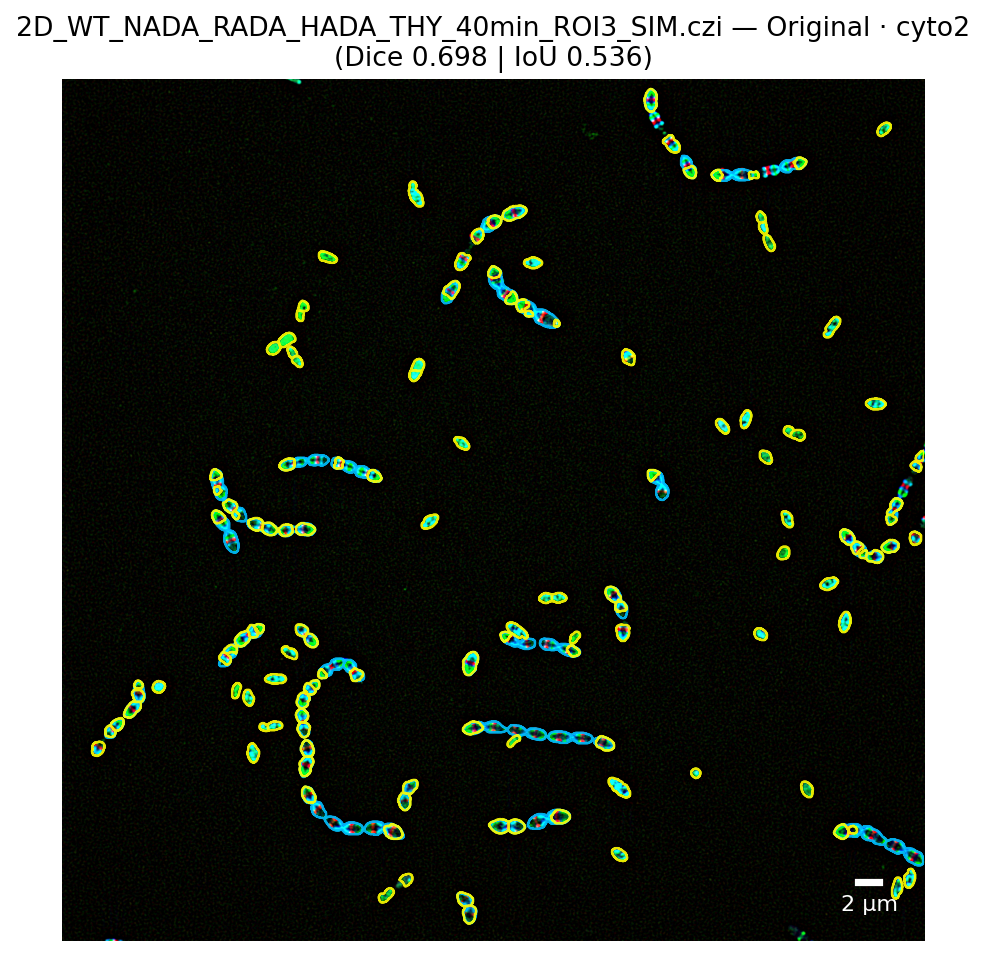 2D_WT_NADA_RADA_HADA_THY_40min_ROI3_SIM.czi — Original · cyto2
(Dice 0.698 | IoU 0.536)
2 µm